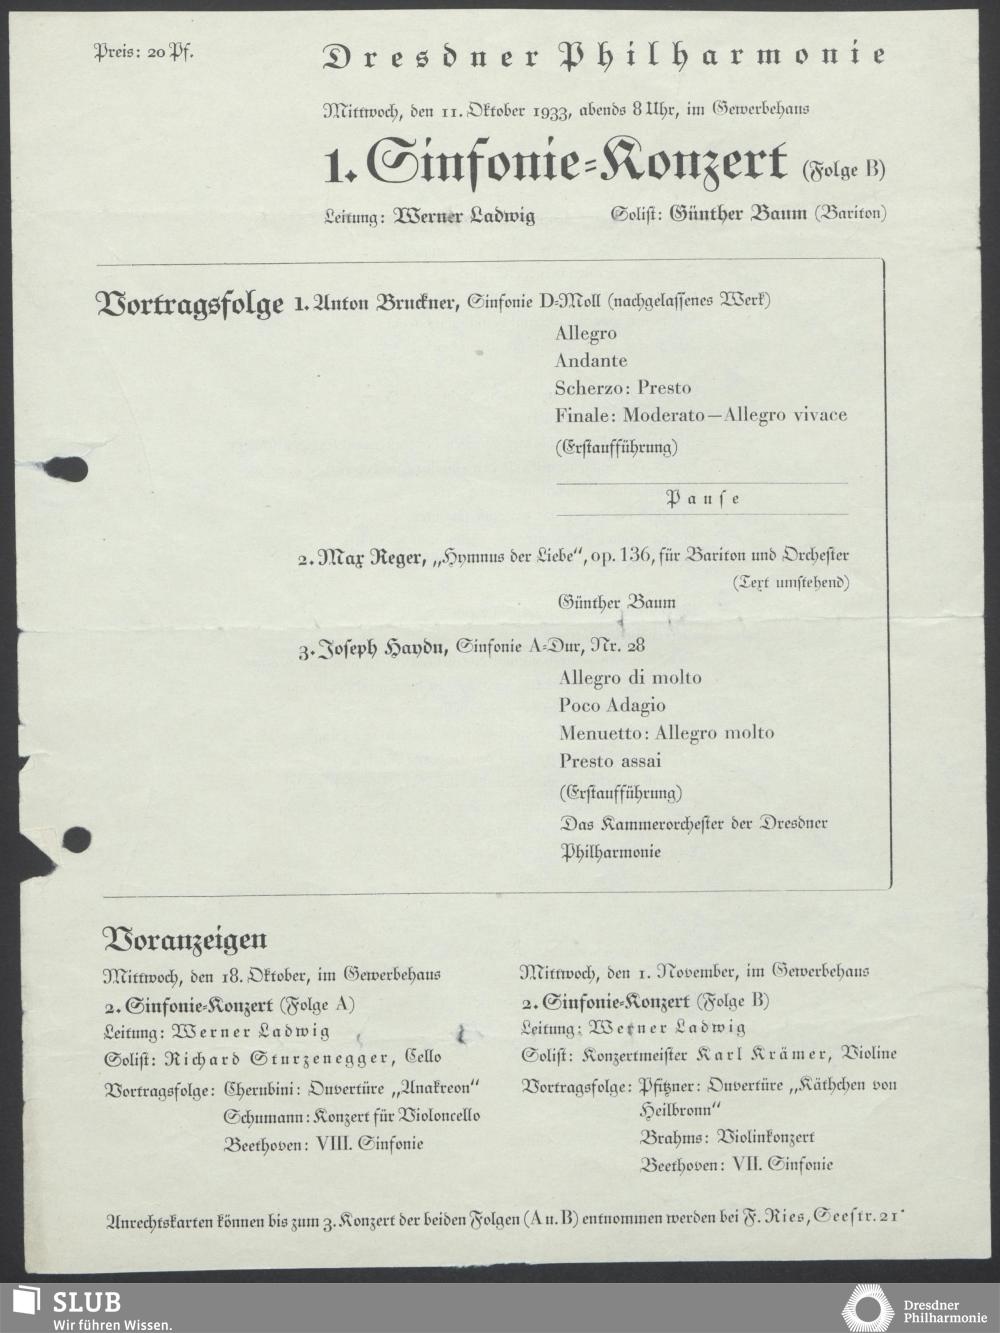 Preis: 20 Pf.
Dresdner Philharmonie
Mittwoch, den 11. Oktober 1933, abends 8 Uhr, im Gewerbehaus
1. Sinfonie-Konzert (Folge B)
Leitung: Werner Ladwig Solist: Günther Baum (Bariton)
Vortragsfolge 1. Anton Bruckner, Sinfonie D-Moll (nachgelassenes Werk)
Allegro
Andante
Scherzo: Presto
Finale: Moderato—Allegro vivace
(Erstaufführung)
Pause
2. Max Reger, „Hymnus der Liebe“, op. 136, für Bariton und Orchester
(Text umstehend)
Günther Baum
3. Joseph Haydn, Sinfonie A-Dur, Nr. 28
Allegro di molto
Poco Adagio
Menuetto: Allegro molto
Presto assai
(Erstaufführung)
Das Kammerorchester der Dresdner
Philharmonie
Voranzeigen
Mittwoch, den 18. Oktober, im Gewerbehaus
2. Sinfonie-Konzert (Folge A)
Leitung: Werner Ladwig
Solist: Richard Sturzenegger, Cello
Vortragsfolge: Cherubini: Ouvertüre „Anakreon“
Schumann: Konzert für Violoncello
Beethoven: VIII. Sinfonie
Mittwoch, den 1. November, im Gewerbehaus
2. Sinfonie-Konzert (Folge B)
Leitung: Werner Ladwig
Solist: Konzertmeister Karl Krämer, Violine
Vortragsfolge: Pfitzner: Ouvertüre „Käthchen von
Heilbronn“
Brahms: Violinkonzert
Beethoven: VII. Sinfonie
Anrechtskarten können bis zum 3. Konzert der beiden Folgen (A u. B) entnommen werden bei F. Ries, Seestr. 21
SLUB
Wir führen Wissen.
Dresdner
Philharmonie